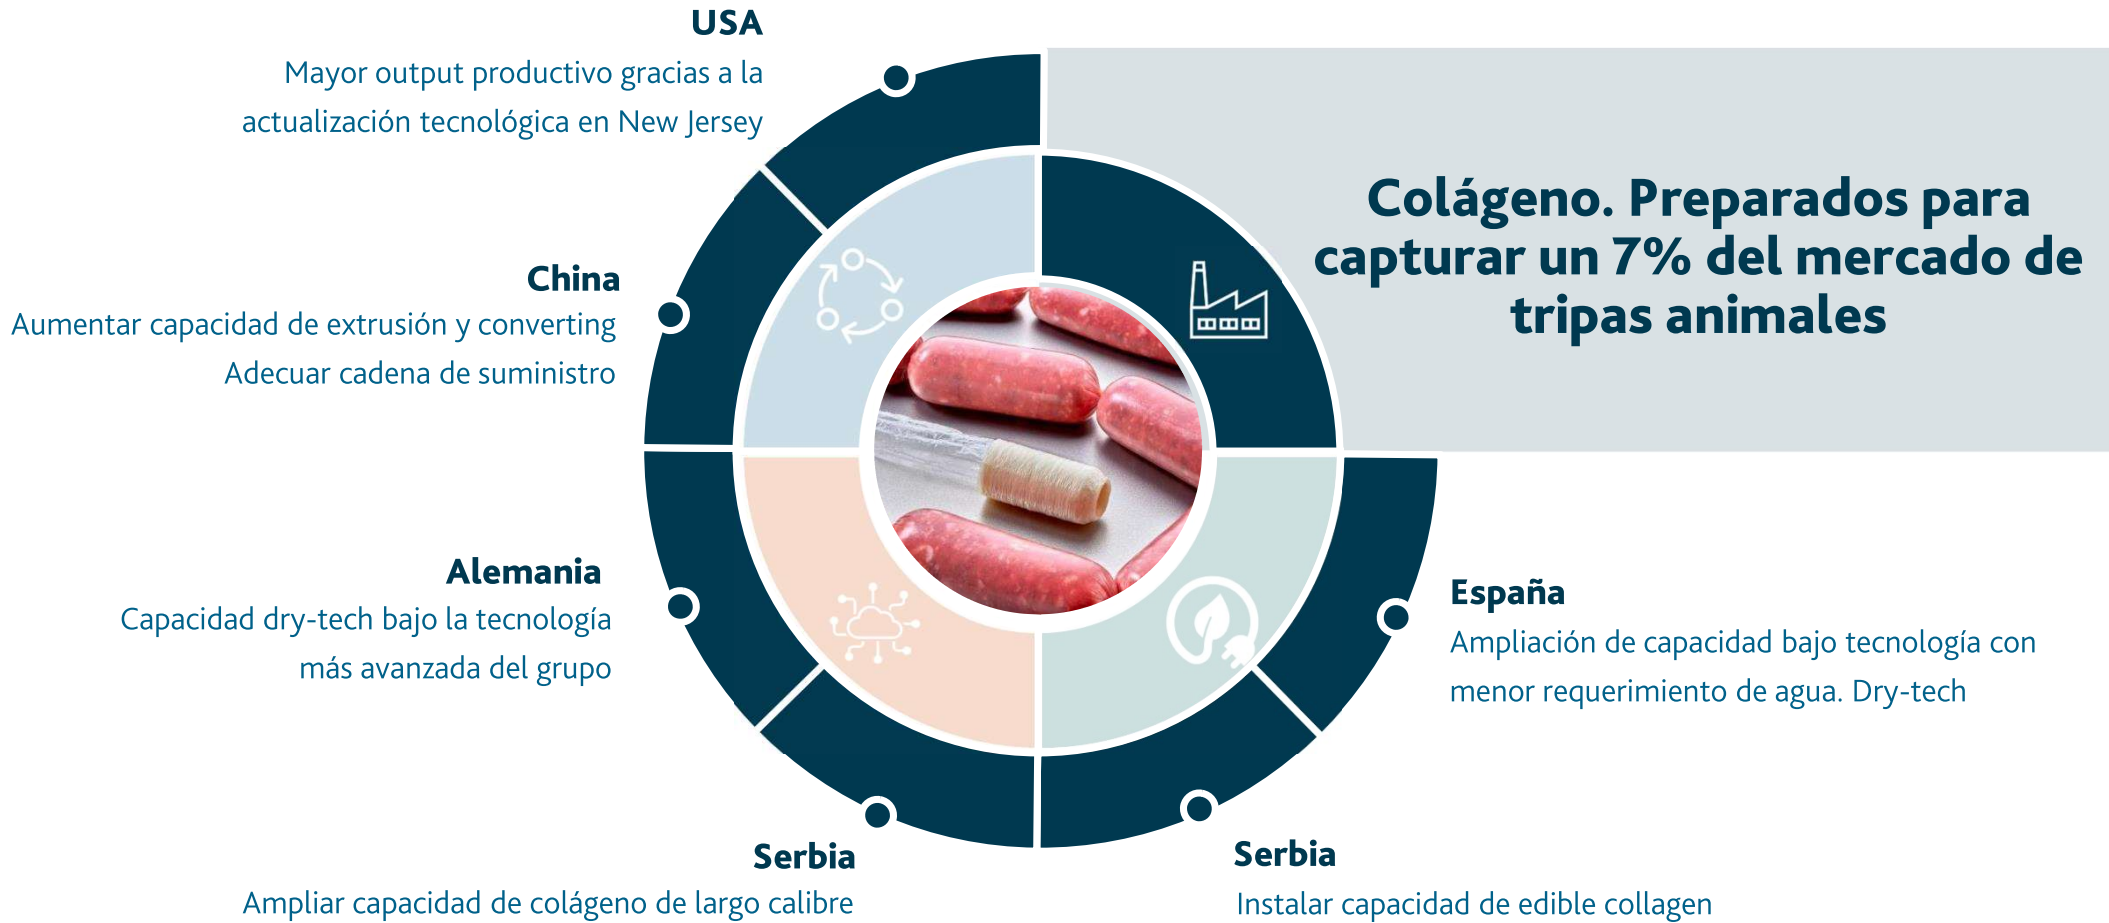 USA
Mayor output productivo gracias a la
actualización tecnológica en New Jersey
Colágeno. Preparados para
capturar un 7% del mercado de
tripas animales
China
Aumentar capacidad de extrusión y converting
Adecuar cadena de suministro
Alemania
Capacidad dry-tech bajo la tecnología
más avanzada del grupo
España
Ampliación de capacidad bajo tecnología con
menor requerimiento de agua. Dry-tech
Serbia
Ampliar capacidad de colágeno de largo calibre
Serbia
Instalar capacidad de edible collagen